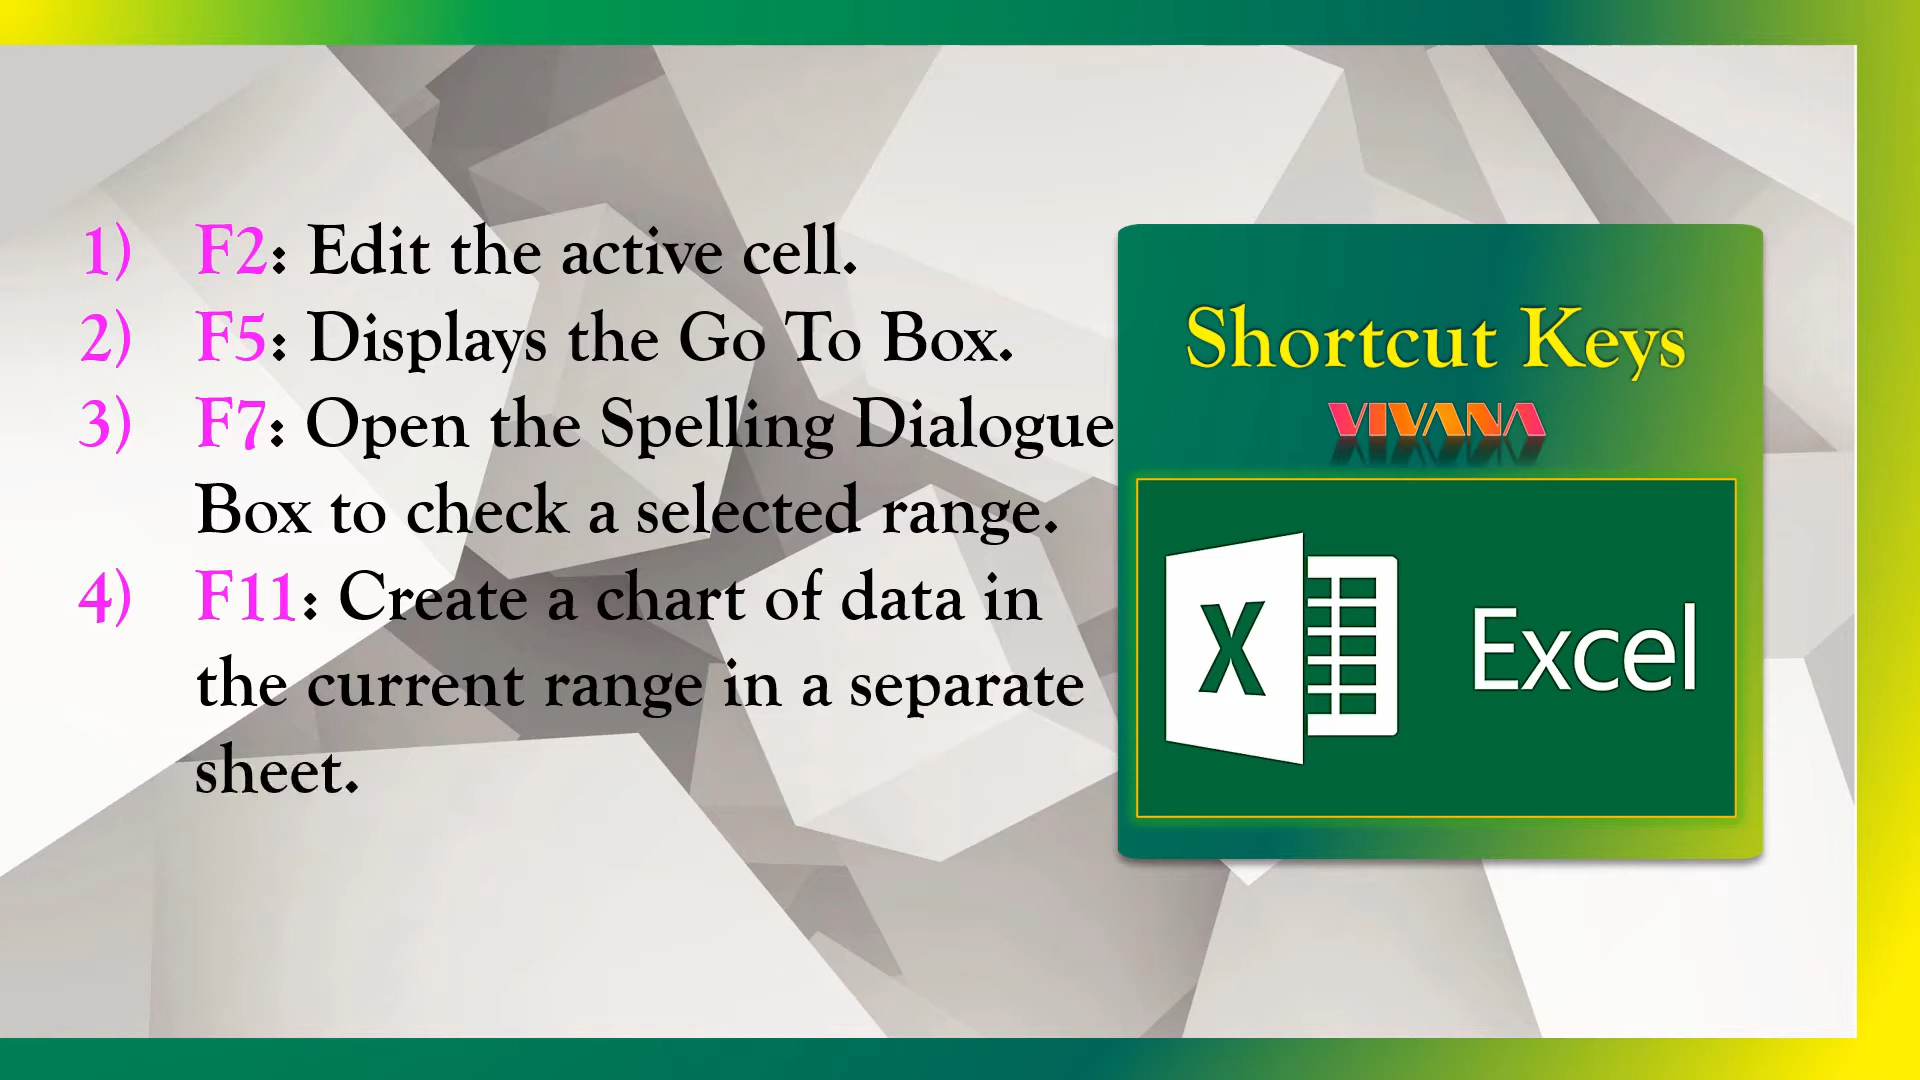 1) F2: Edit the active cell.
2) F5: Displays the Go To Box.
3) F7: Open the Spelling Dialogue
Box to check a selected range.
4) F11: Create a chart of data in
the current range in a separate
sheet.
Shortcut Keys
VIVANA
X Excel